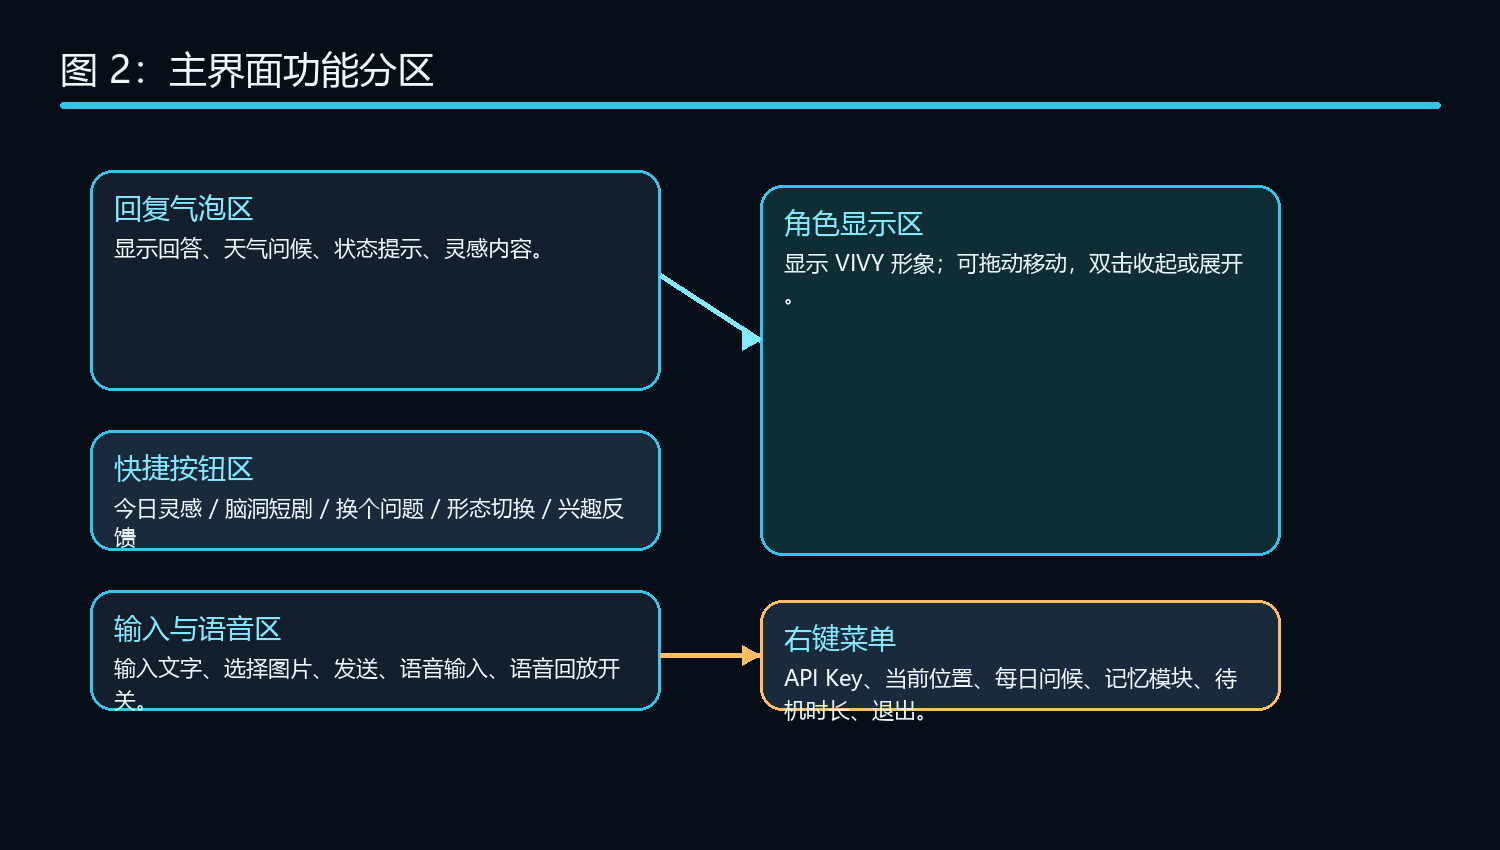 图 2：主界面功能分区
回复气泡区
显示回答、天气问候、状态提示、灵感内容。
角色显示区
显示 VIVY 形象；可拖动移动，双击收起或展开
。
快捷按钮区
今日灵感 / 脑洞短剧 / 换个问题 / 形态切换 / 兴趣反
馈
输入与语音区
输入文字、选择图片、发送、语音输入、语音回放开
关。
右键菜单
API Key、当前位置、每日问候、记忆模块、待
机时长、退出。